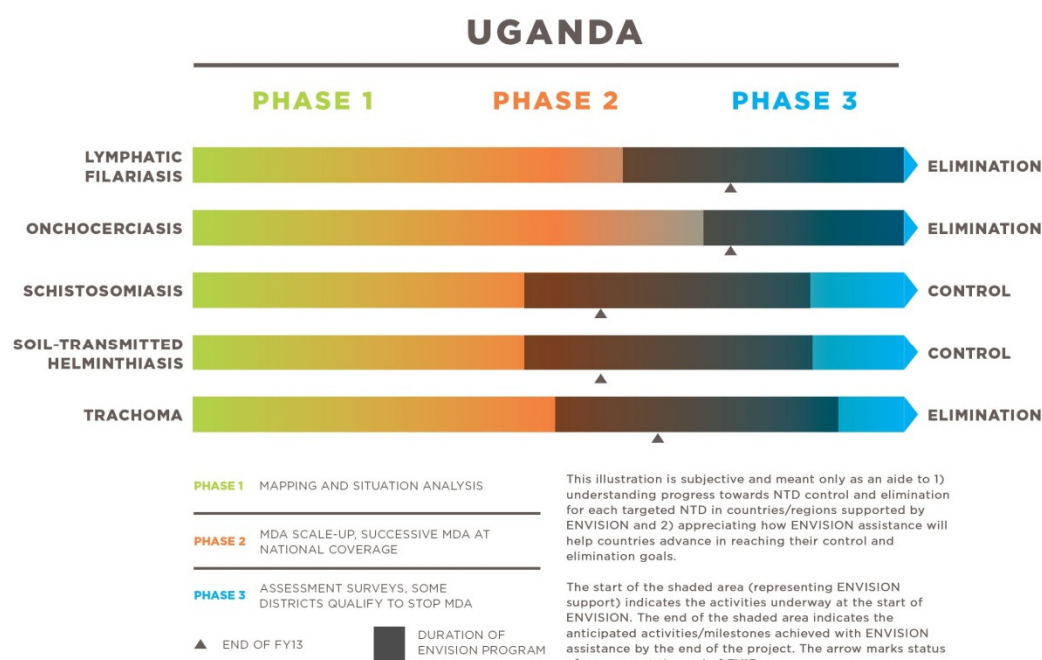 UGANDA
PHASE 1 PHASE 2 PHASE 3
LYMPHATIC
FILARIASIS
ELIMINATION
ONCHOCERCIASIS
ELIMINATION
SCHISTOSOMIASIS
CONTROL
SOIL-TRANSMITTED
HELMINTHIASIS
CONTROL
TRACHOMA
ELIMINATION
PHASE 1 MAPPING AND SITUATION ANALYSIS
PHASE 2 MDA SCALE-UP, SUCCESSIVE MDA AT
NATIONAL COVERAGE
PHASE 3 ASSESSMENT SURVEYS, SOME
DISTRICTS QUALIFY TO STOP MDA
END OF FY13
DURATION OF
ENVISION PROGRAM
This illustration is subjective and meant only as an aide to 1)
understanding progress towards NTD control and elimination
for each targeted NTD in countries/regions supported by
ENVISION and 2) appreciating how ENVISION assistance will
help countries advance in reaching their control and
elimination goals.
The start of the shaded area (representing ENVISION
support) indicates the activities underway at the start of
ENVISION. The end of the shaded area indicates the
anticipated activities/milestones achieved with ENVISION
assistance by the end of the project. The arrow marks status